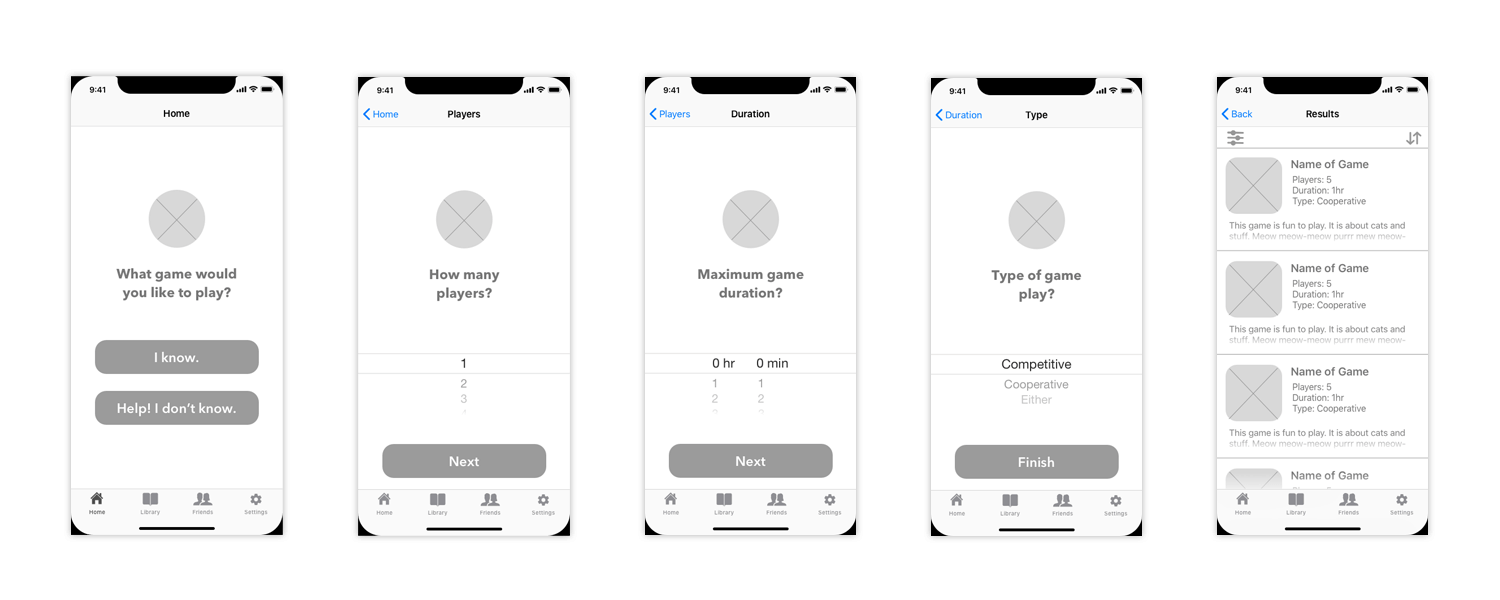 9:41
Home
What game would
you like to play?
I know.
Help! I don't know.
Home Library Friends Settings
9:41
Home Players
How many
players?
1
2
3
Next
Home Library Friends Settings
9:41
Players Duration
Maximum game
duration?
0 hr 0 min
1 1
2 2
Next
Home Library Friends Settings
9:41
Duration Type
Type of game
play?
Competitive
Cooperative
Either
Finish
Home Library Friends Settings
9:41
Back Results
Name of Game
Players: 5
Duration: 1hr
Type: Cooperative
This game is fun to play. It is about cats and
stuff. Meow meow-meow purrr mew meow-
Name of Game
Players: 5
Duration: 1hr
Type: Cooperative
This game is fun to play. It is about cats and
stuff. Meow meow-meow purrr mew meow-
Name of Game
Players: 5
Duration: 1hr
Type: Cooperative
This game is fun to play. It is about cats and
stuff. Meow meow-meow purrr mew meow-
Name of Game
Home Library Friends Settings